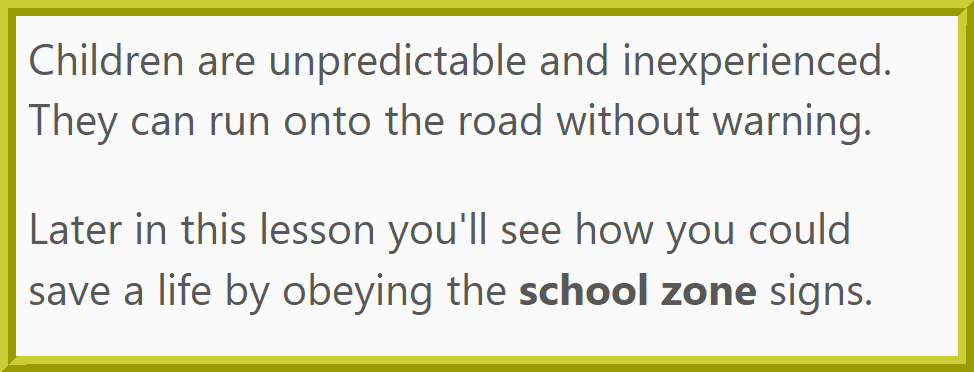 Children are unpredictable and inexperienced.
They can run onto the road without warning.
Later in this lesson you'll see how you could
save a life by obeying the school zone signs.